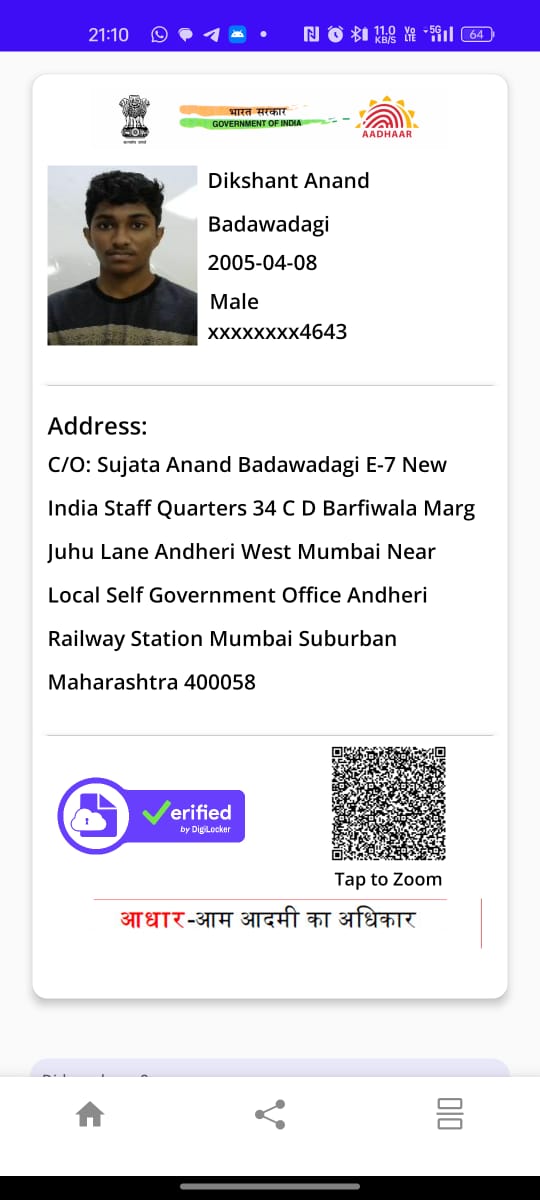 21:10
11.0 KB/S
Vo LTE
5G
64
भारत सरकार
GOVERNMENT OF INDIA
AADHAAR
Dikshant Anand
Badawadagi
2005-04-08
Male
xxxxxxxx4643
Address:
C/O: Sujata Anand Badawadagi E-7 New
India Staff Quarters 34 C D Barfiwala Marg
Juhu Lane Andheri West Mumbai Near
Local Self Government Office Andheri
Railway Station Mumbai Suburban
Maharashtra 400058
Verified
by DigiLocker
Tap to Zoom
आधार-आम आदमी का अधिकार